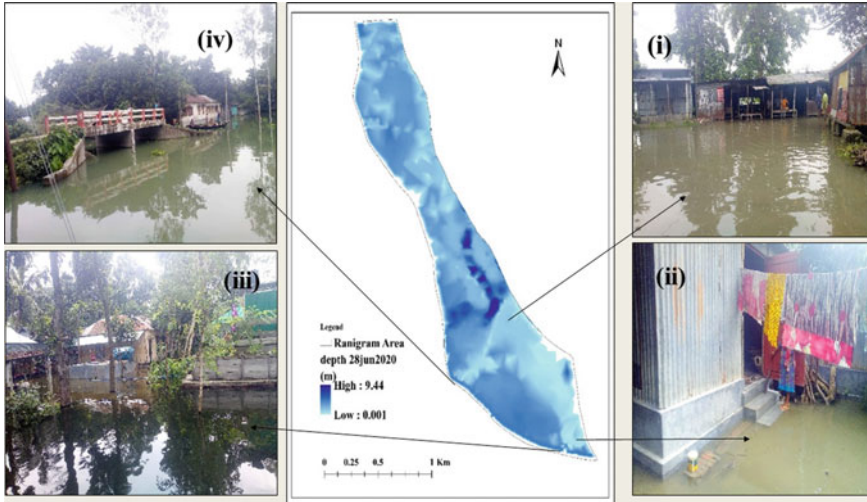 (iv)
N
(i)
(iii)
(ii)
Legend
Ranigram Area
depth 28jun2020
(m)
High : 9.44
Low : 0.001
0 0.25 0.5 1 Km